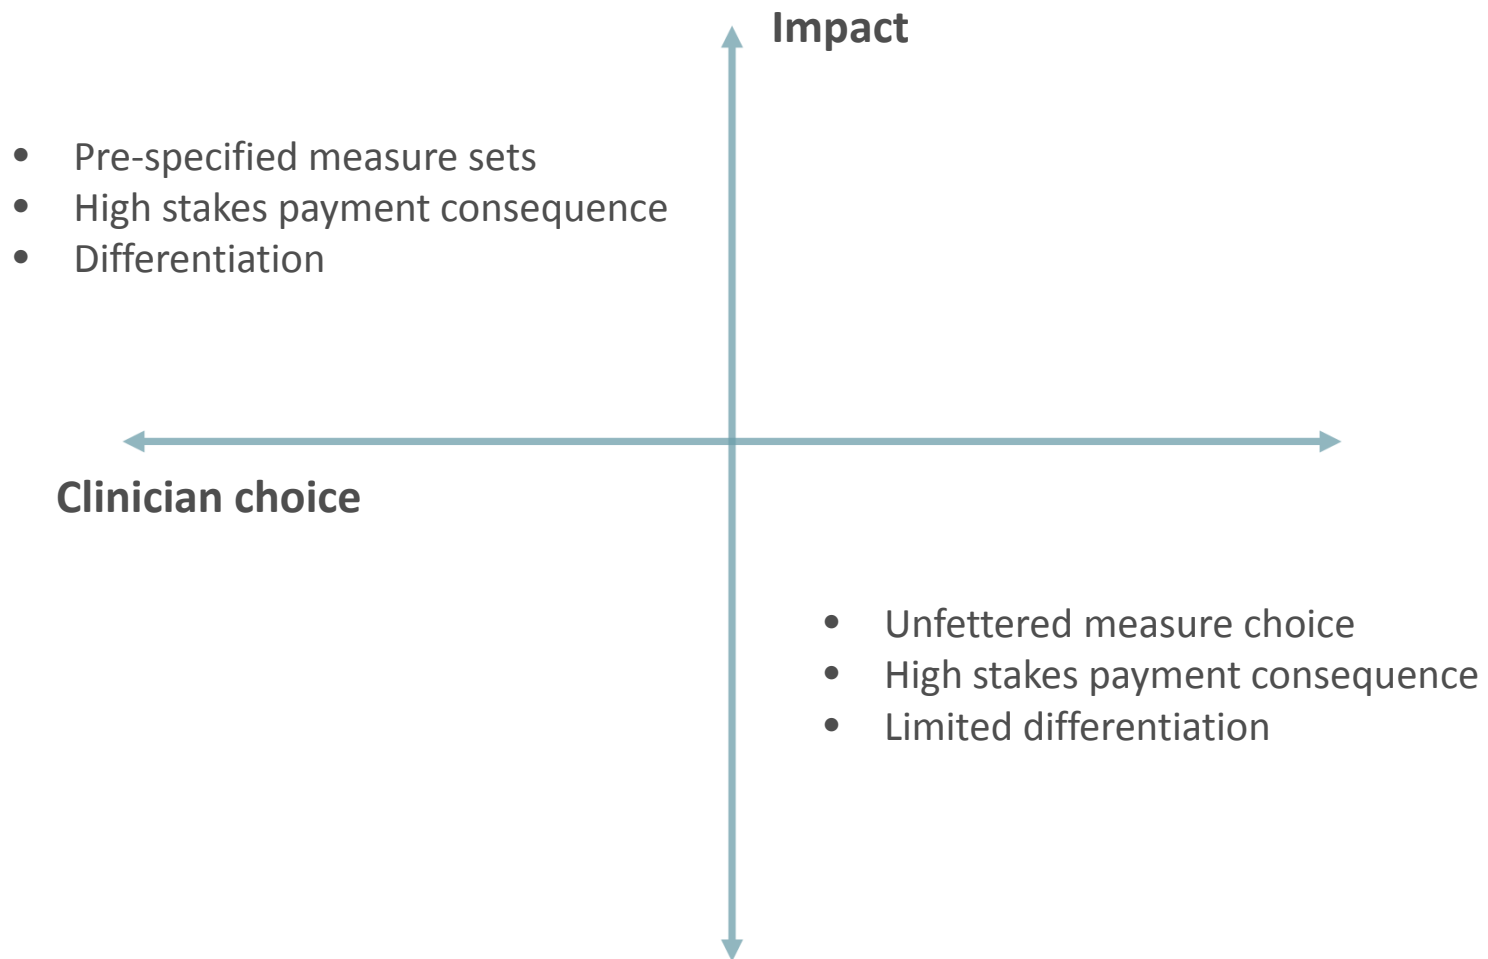 Impact
• Pre-specified measure sets
• High stakes payment consequence
• Differentiation
Clinician choice
• Unfettered measure choice
• High stakes payment consequence
• Limited differentiation